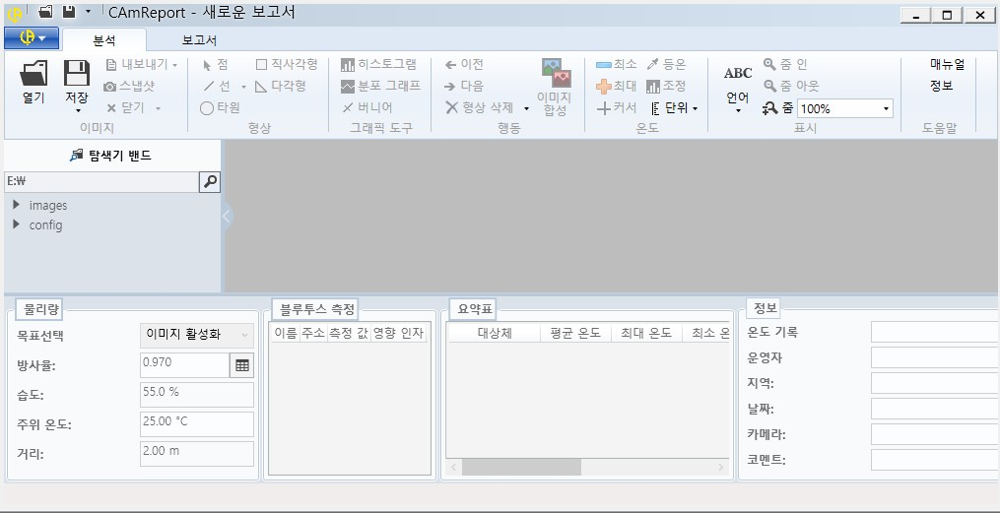 CAmReport - 새로운 보고서
분석 보고서
열기 저장 내보내기 스냅샷 닫기
이미지
점 직사각형
선 다각형
타원
형상
히스토그램
분포 그래프
버니어
그래픽 도구
이전
다음
형상 삭제
이미지 합성
행동
최소 등온
최대 조정
커서 단위
온도
ABC 언어
줌 인
줌 아웃
줌 100%
표시
매뉴얼
정보
도움말
탐색기 밴드
E:₩
images
config
물리량
목표선택 이미지 활성화
방사율: 0.970
습도: 55.0 %
주위 온도: 25.00 °C
거리: 2.00 m
블루투스 측정
이름 주소 측정 값 영향 인자
요약표
대상체 평균 온도 최대 온도 최소 온
정보
온도 기록
운영자
지역:
날짜:
카메라:
코멘트: